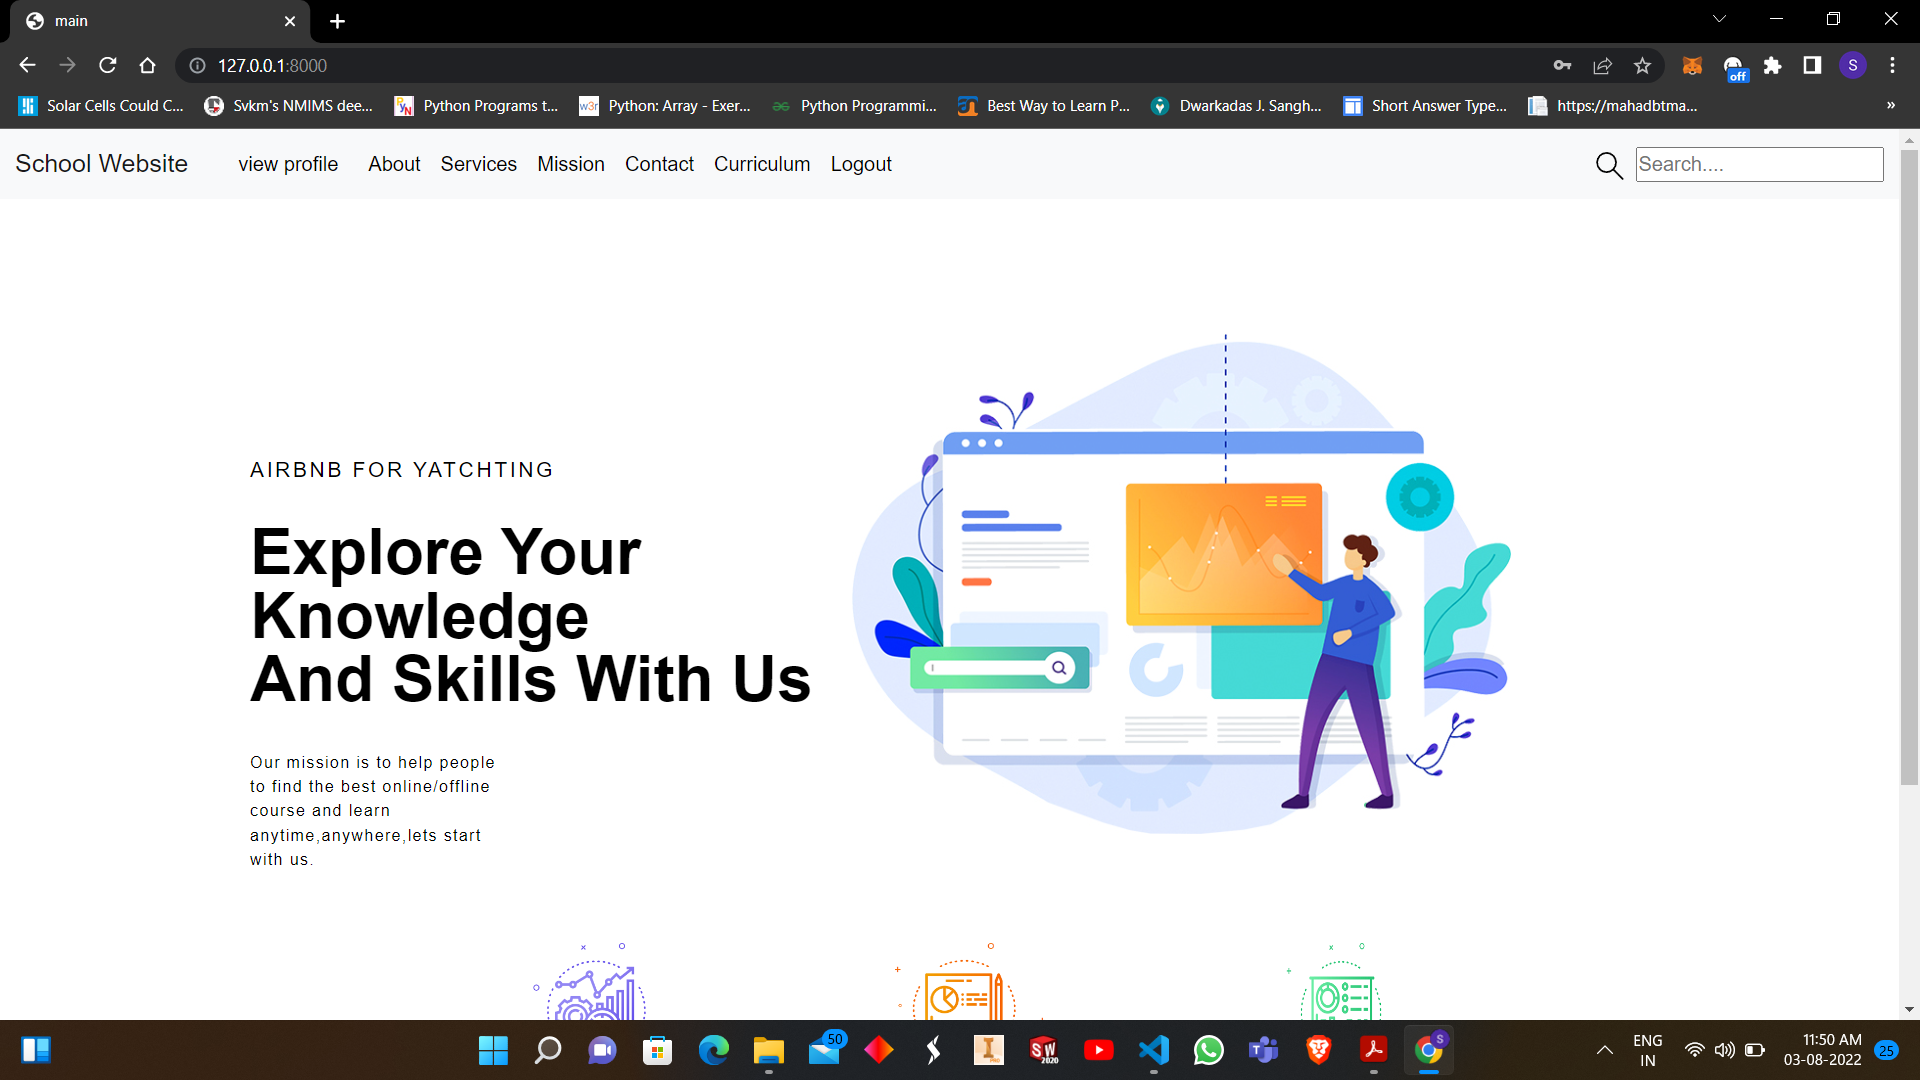 main
127.0.0.1:8000
off
S
Solar Cells Could C...
Svkm's NMIMS dee...
Python Programs t...
w3r
Python: Array - Exer...
Python Programmi...
Best Way to Learn P...
Dwarkadas J. Sangh...
Short Answer Type...
https://mahadbtma...
»
School Website
view profile
About
Services
Mission
Contact
Curriculum
Logout
Search....
AIRBNB FOR YATCHTING
Explore Your
Knowledge
And Skills With Us
Our mission is to help people
to find the best online/offline
course and learn
anytime,anywhere,lets start
with us.
50
SW
2020
S
ENG
IN
11:50 AM
03-08-2022
25